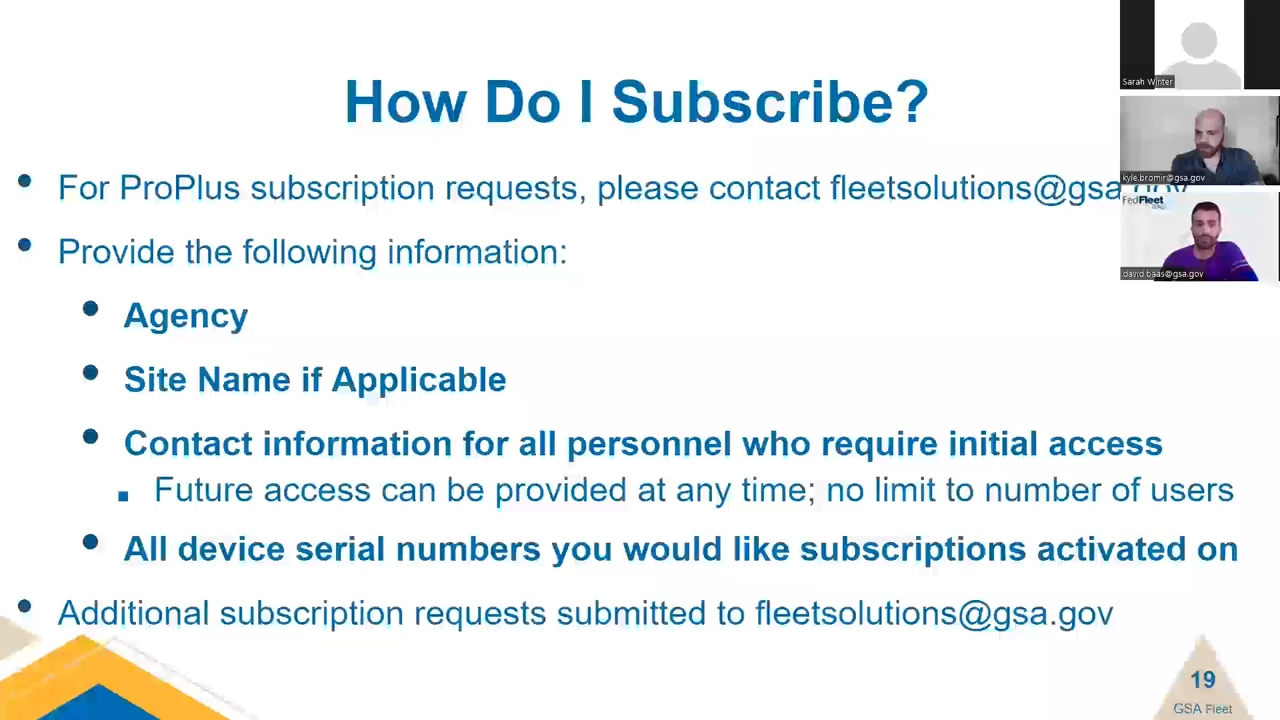 How Do I Subscribe?
For ProPlus subscription requests, please contact fleetsolutions@gsa.gov
Provide the following information:
Agency
Site Name if Applicable
Contact information for all personnel who require initial access
Future access can be provided at any time; no limit to number of users
All device serial numbers you would like subscriptions activated on
Additional subscription requests submitted to fleetsolutions@gsa.gov
19
GSA Fleet
Sarah Winter
kyle.bromir@gsa.gov
FedFleet
david.baas@gsa.gov